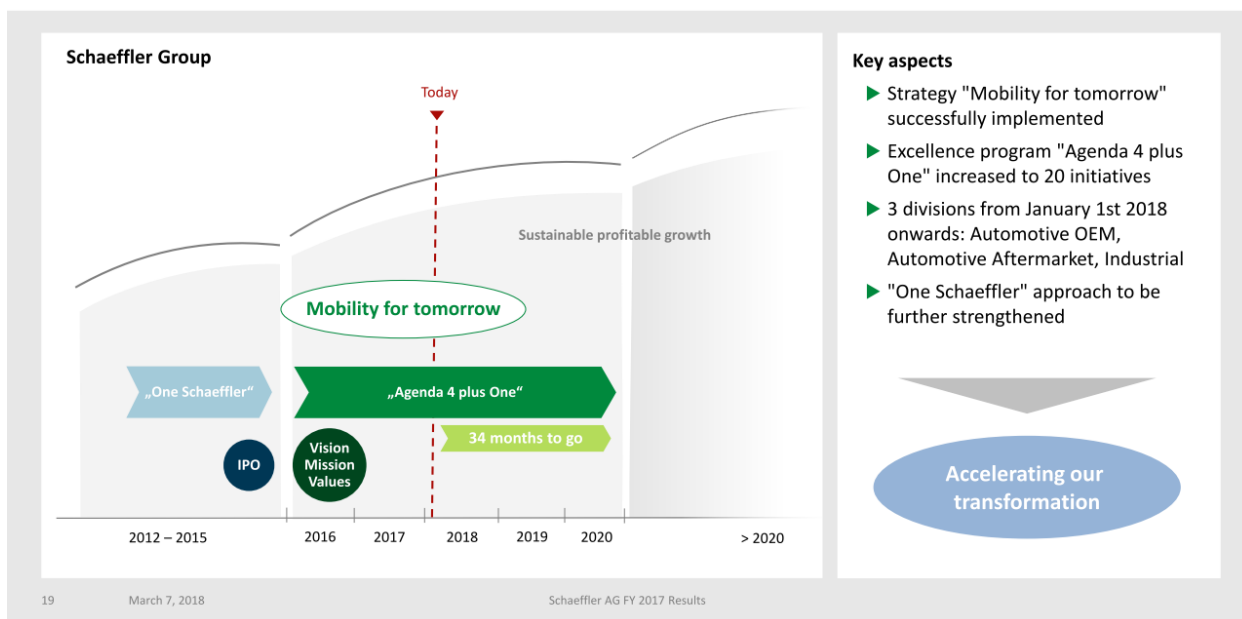 Schaeffler Group
Today
Sustainable profitable growth
Mobility for tomorrow
„One Schaeffler“
„Agenda 4 plus One“
34 months to go
IPO
Vision
Mission
Values
2012 – 2015
2016
2017
2018
2019
2020
> 2020
Key aspects
Strategy "Mobility for tomorrow"
successfully implemented
Excellence program "Agenda 4 plus
One" increased to 20 initiatives
3 divisions from January 1st 2018
onwards: Automotive OEM,
Automotive Aftermarket, Industrial
"One Schaeffler" approach to be
further strengthened
Accelerating our
transformation
19
March 7, 2018
Schaeffler AG FY 2017 Results